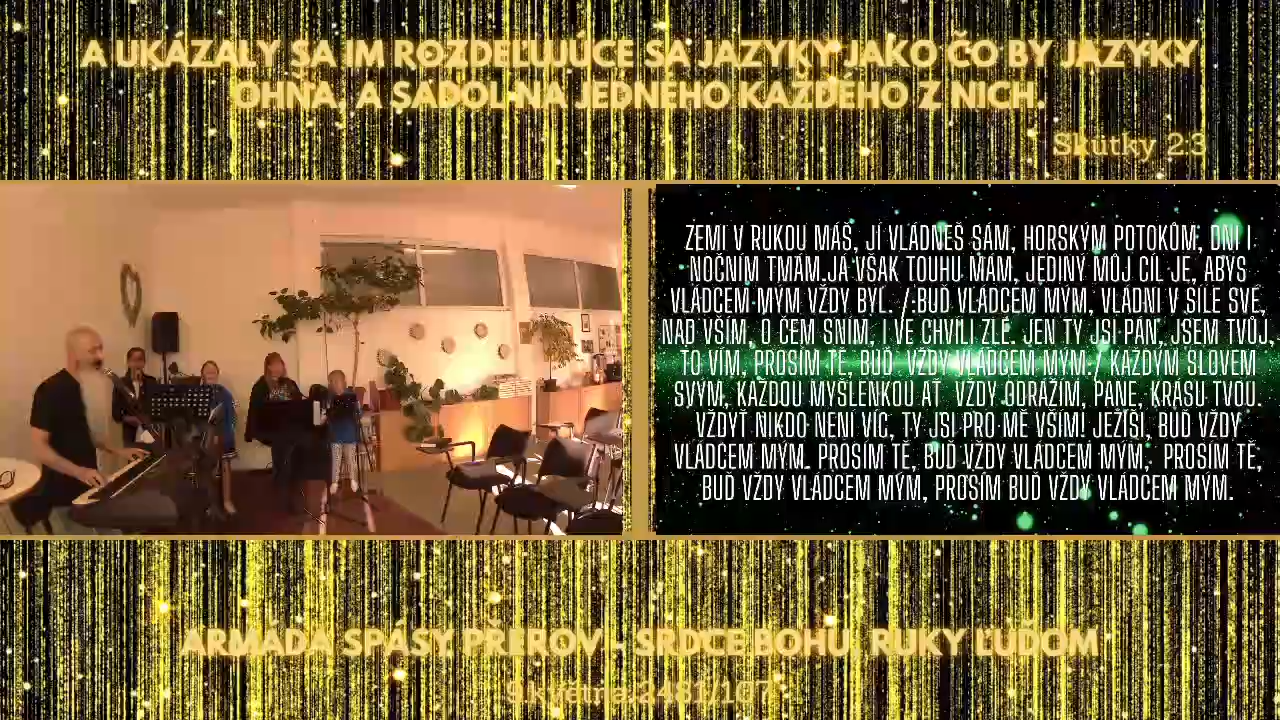 A UKÁZALY SA IM ROZDEĽUJÚCE SA JAZYKY JAKO ČO BY JAZYKY
OHŇA, A SADOL NA JEDNÉHO KAŽDÉHO Z NICH.
Skutky 2:3
ZEMI V RUKOU MÁŠ, JÍ VLÁDNEŠ SÁM, HORSKÝM POTOKŮM, DNI I
NOČNÍM TMÁM.JÁ VŠAK TOUHU MÁM, JEDINÝ MŮJ CÍL JE, ABYS
VLÁDCEM MÝM VŽDY BYL. /:BUĎ VLÁDCEM MÝM, VLÁDNI V SÍLE SVÉ,
NAD VŠÍM, O ČEM SNÍM, I VE CHVÍLI ZLÉ. JEN TY JSI PÁN, JSEM TVŮJ,
TO VÍM, PROSÍM TĚ, BUĎ VŽDY VLÁDCEM MÝM:/ KAŽDÝM SLOVEM
SVÝM, KAŽDOU MYŠLENKOU AŤ VŽDY ODRÁŽÍM, PANE, KRÁSU TVOU.
VŽDYŤ NIKDO NENÍ VÍC, TY JSI PRO MĚ VŠÍM! JEŽÍŠI, BUĎ VŽDY
VLÁDCEM MÝM. PROSÍM TĚ, BUĎ VŽDY VLÁDCEM MÝM, PROSÍM TĚ,
BUĎ VŽDY VLÁDCEM MÝM, PROSÍM BUĎ VŽDY VLÁDCEM MÝM.
ARMÁDA SPÁSY PŘEROV - SRDCE BOHU, RUKY ĽUĎOM
9.května 2481/107